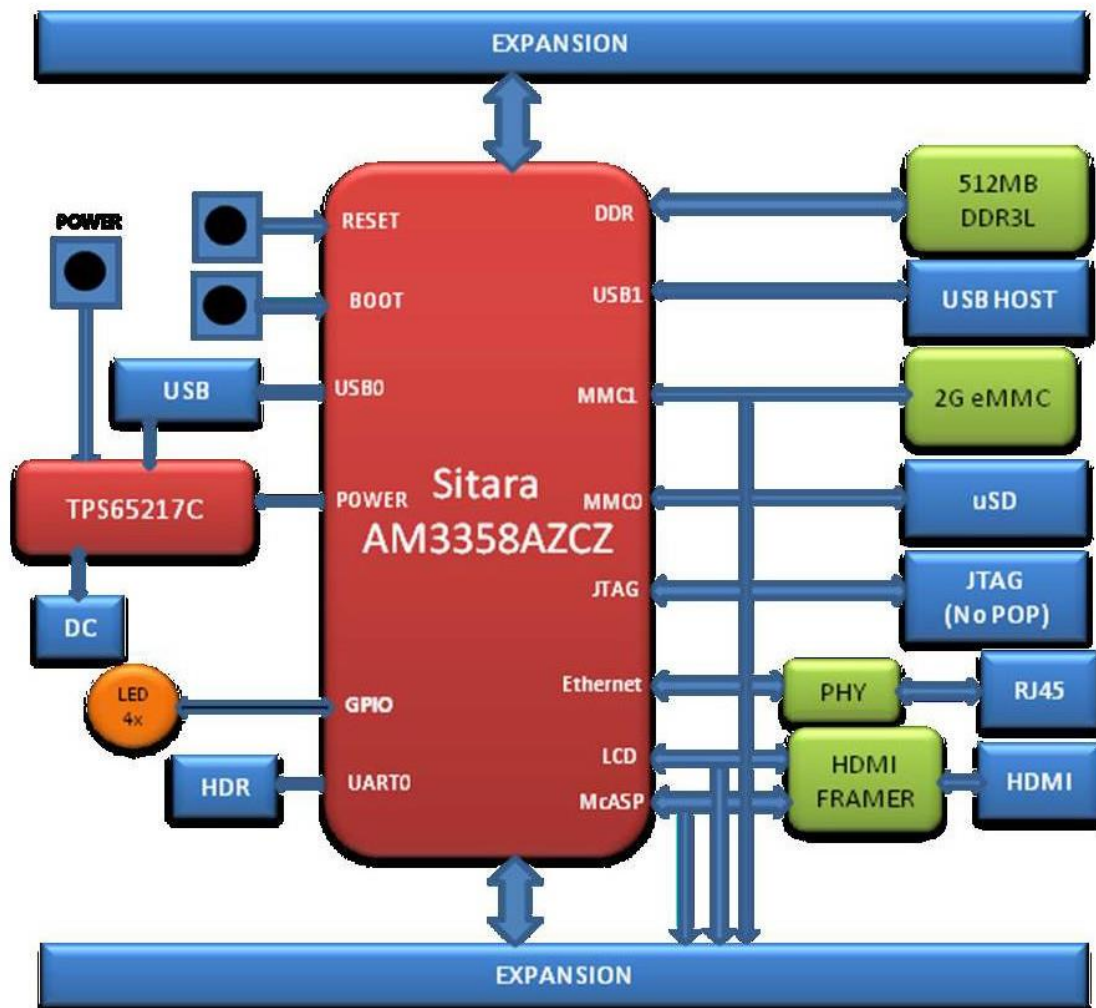 EXPANSION
POWER
RESET
BOOT
USB0
POWER
GPIO
UART0
USB
TPS65217C
DC
LED
4x
HDR
Sitara
AM3358AZCZ
DDR
USB1
MMC1
MMC0
JTAG
Ethernet
LCD
McASP
512MB
DDR3L
USB HOST
2G eMMC
uSD
JTAG
(No POP)
PHY
RJ45
HDMI
FRAMER
HDMI
EXPANSION